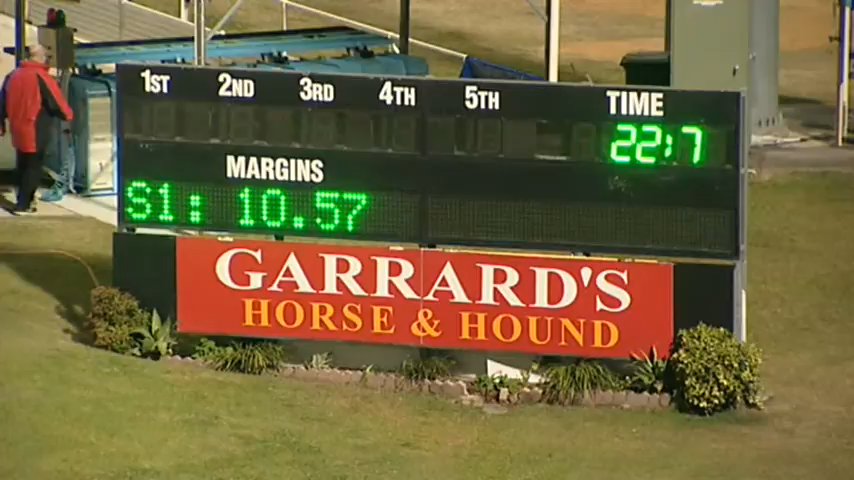 1ST 2ND 3RD 4TH 5TH TIME
22:7
MARGINS
S1: 10.57
GARRARD'S
HORSE & HOUND